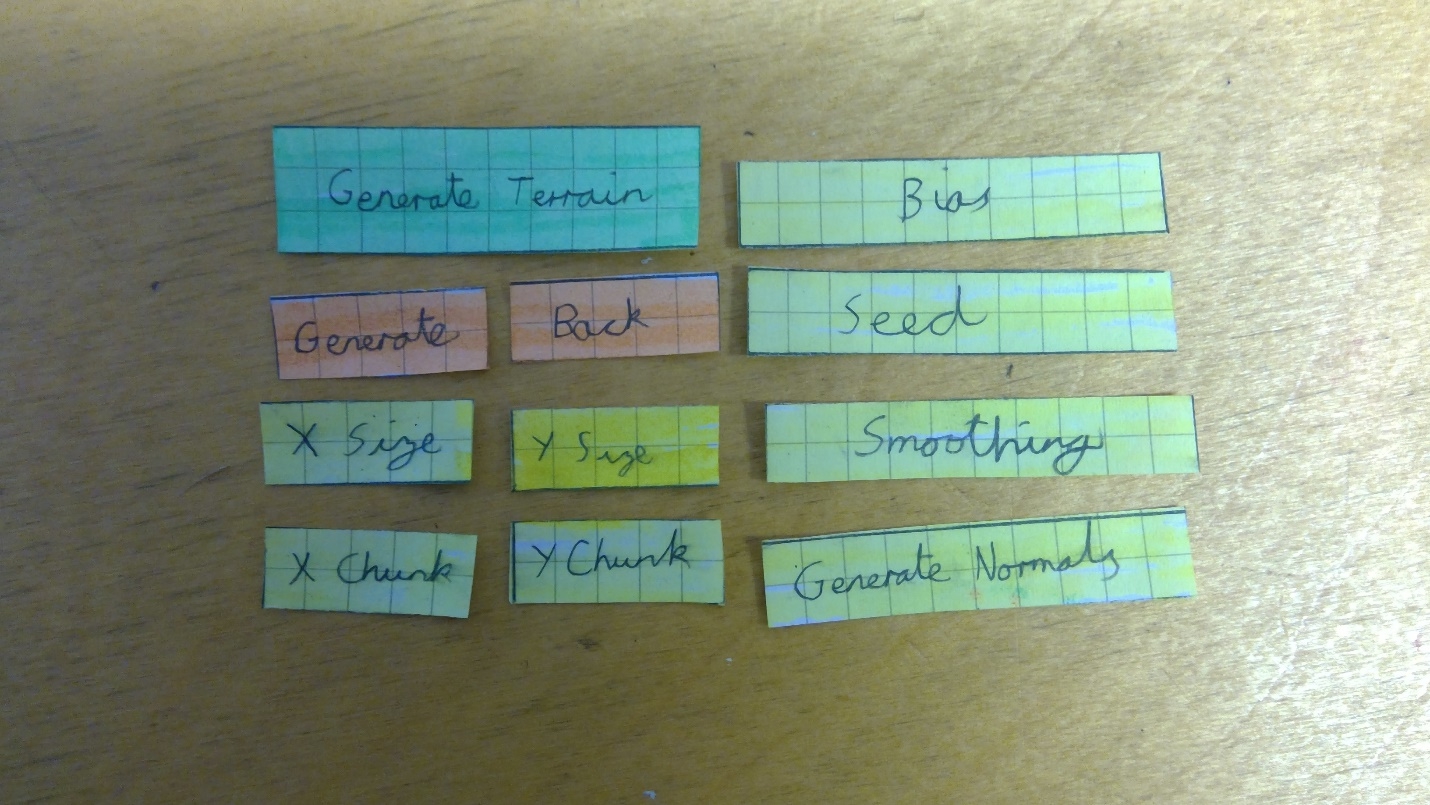 Generate Terrain
Bias
Generate
Back
Seed
X Size
Y Size
Smoothing
X Chunk
Y Chunk
Generate Normals